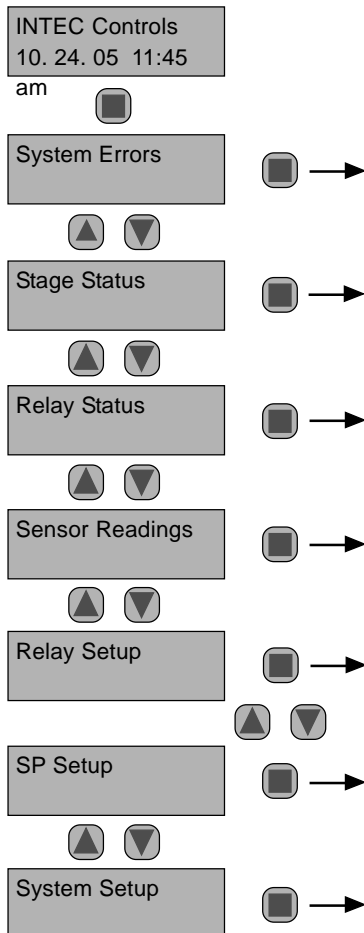 INTEC Controls
10. 24. 05 11:45
am
System Errors
Stage Status
Relay Status
Sensor Readings
Relay Setup
SP Setup
System Setup